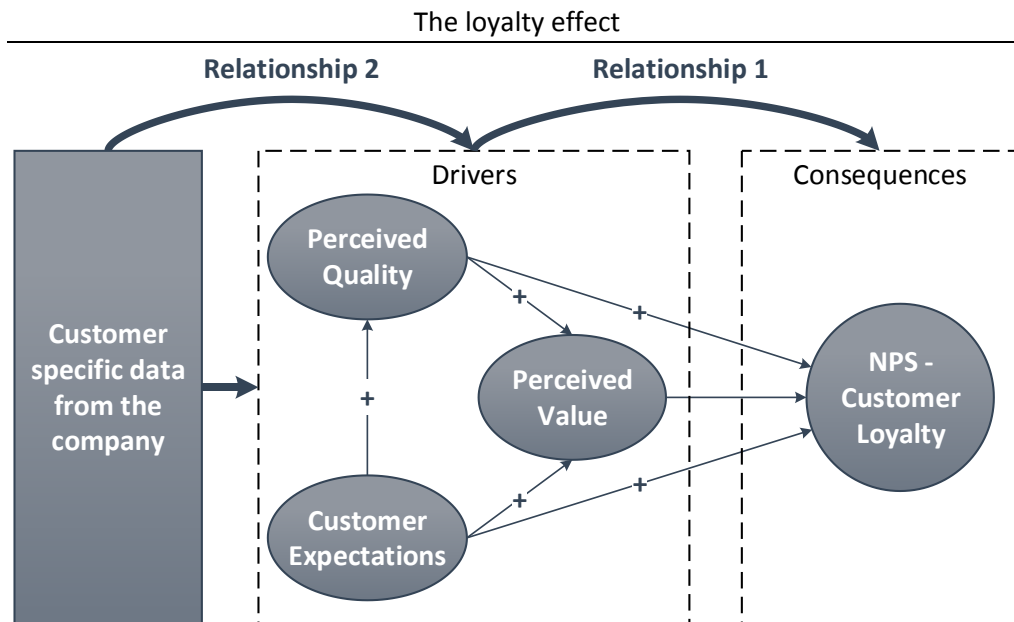 The loyalty effect
Relationship 2
Relationship 1
Drivers
Consequences
Perceived
Quality
+
+
Customer
specific data
from the
company
+
Perceived
Value
NPS -
Customer
Loyalty
+
+
Customer
Expectations